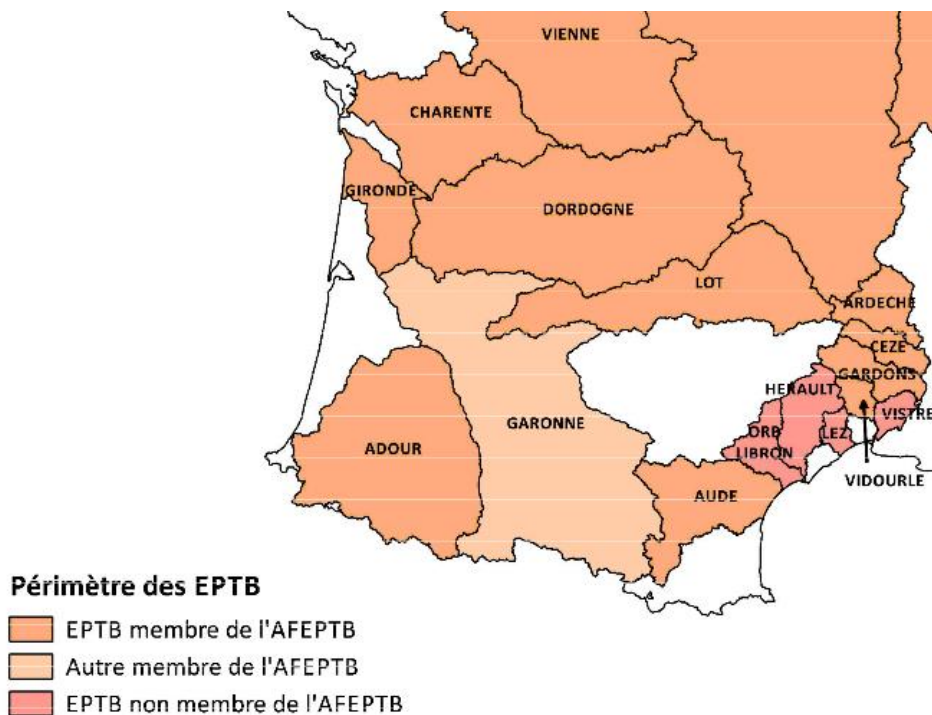 VIENNE
CHARENTE
GIRONDE
DORDOGNE
LOT
ARDECHE
CEZE
GARDONS
HERAULT
VISTRE
GARONNE
ORB
LEZ
ADOUR
LIBRON
VIDOURLE
AUDE
Périmètre des EPTB
EPTB membre de l'AFEPTB
Autre membre de l'AFEPTB
EPTB non membre de l'AFEPTB